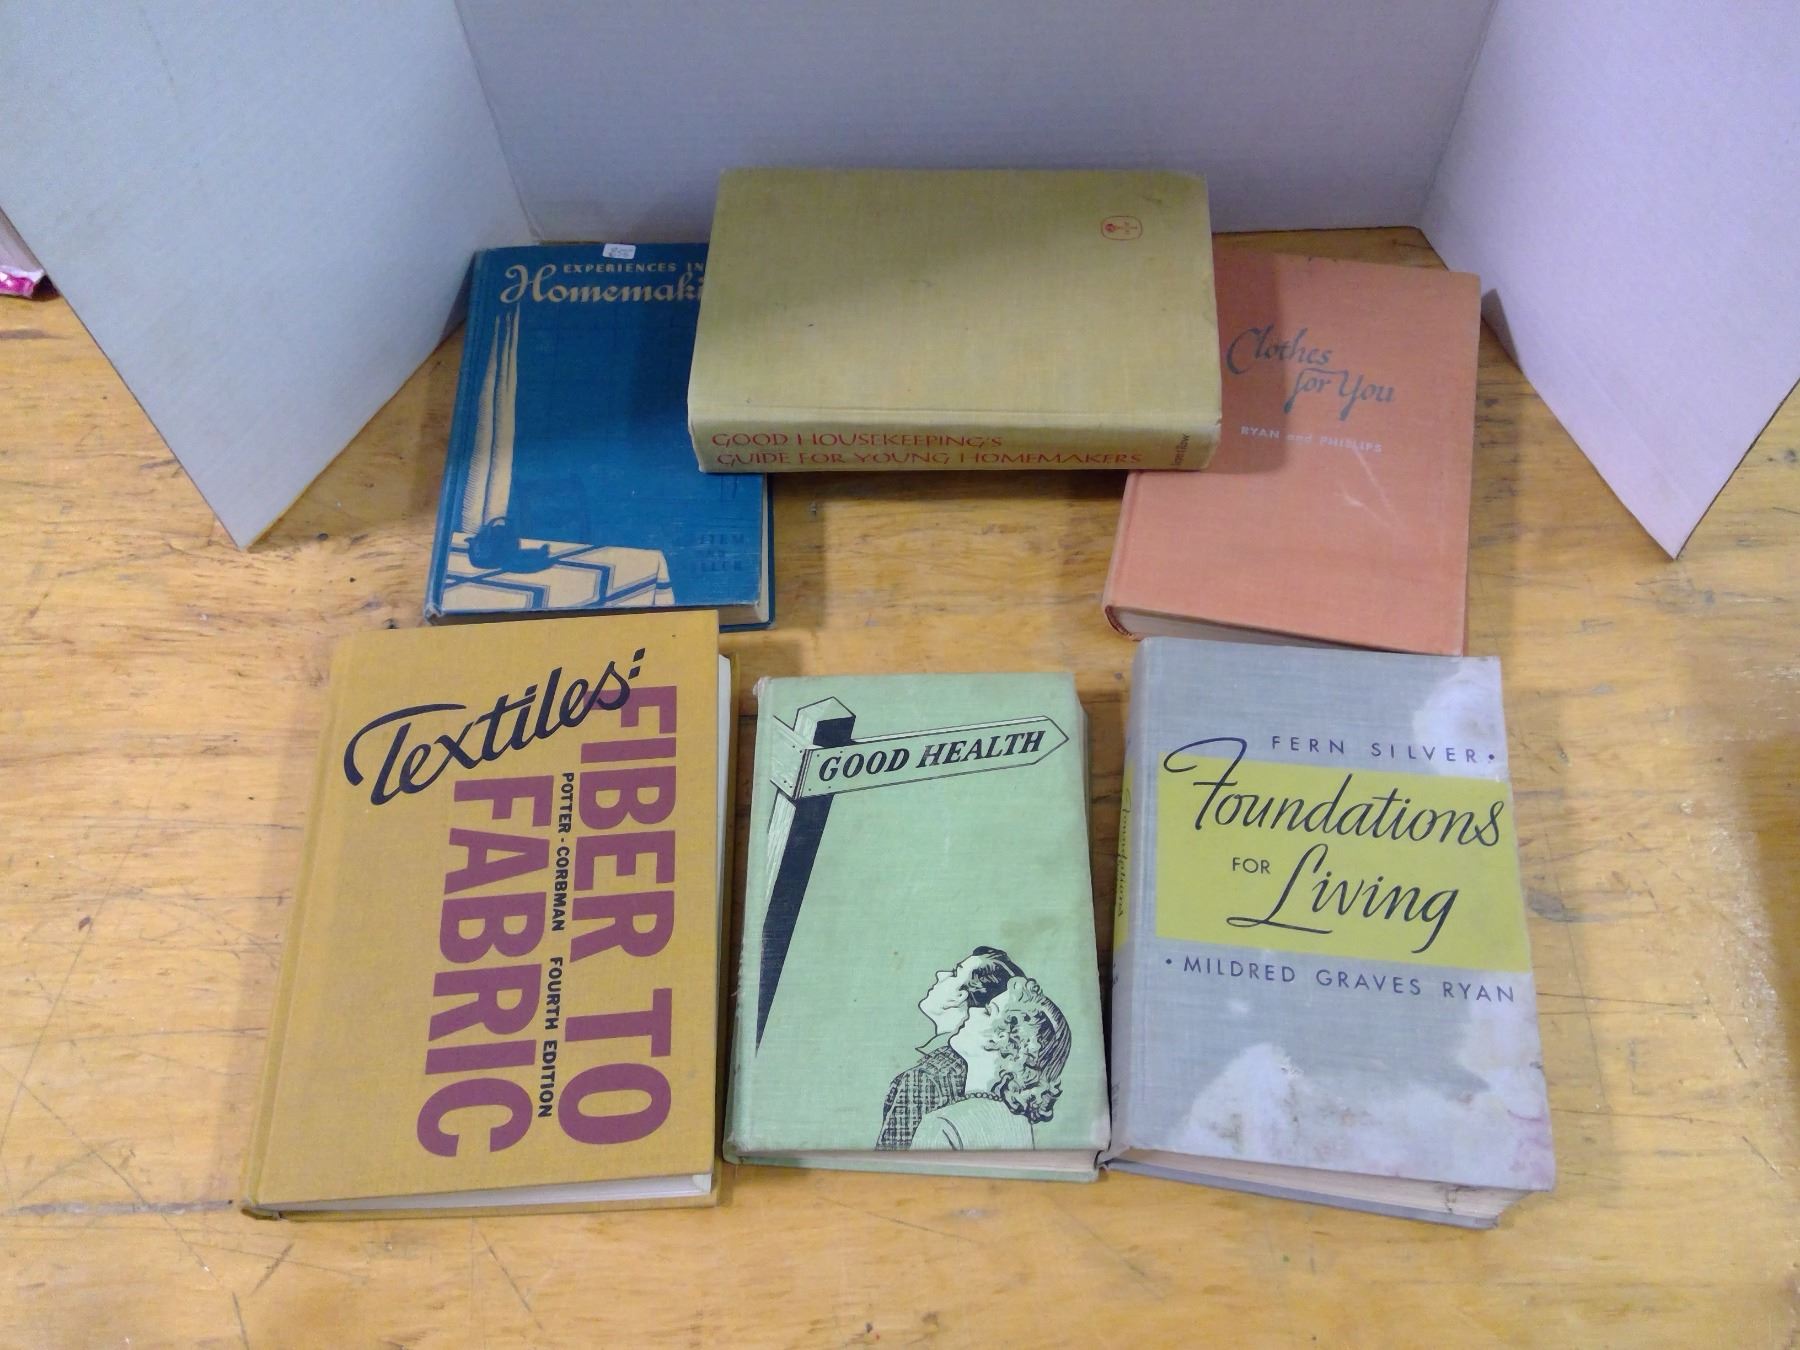 EXPERIENCES IN
Homemaki
GOOD HOUSEKEEPING'S
GUIDE FOR YOUNG HOMEMAKERS
Clothes
for You
RYAN and PHILLIPS
Textiles:
FIBER TO
FABRIC
POTTER - CORBMAN FOURTH EDITION
GOOD HEALTH
FERN SILVER •
Foundations
FOR Living
• MILDRED GRAVES RYAN
Foundations